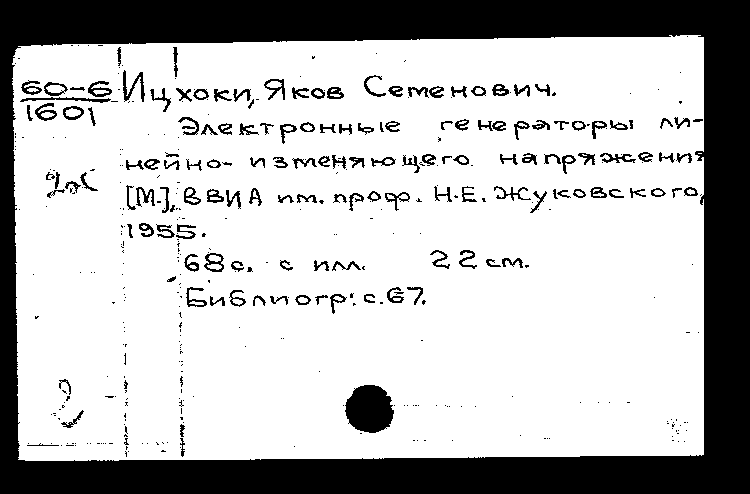 60-6 Ицхоки, Яков Семенович.
1601
Электронные генераторы ли-
нейно- изменяющего напряжения
[М.], ВВИА им. проф. Н.Е. Жуковского,
1955.
68 с. с илл. 22 см.
Библиогр: с. 67.
2